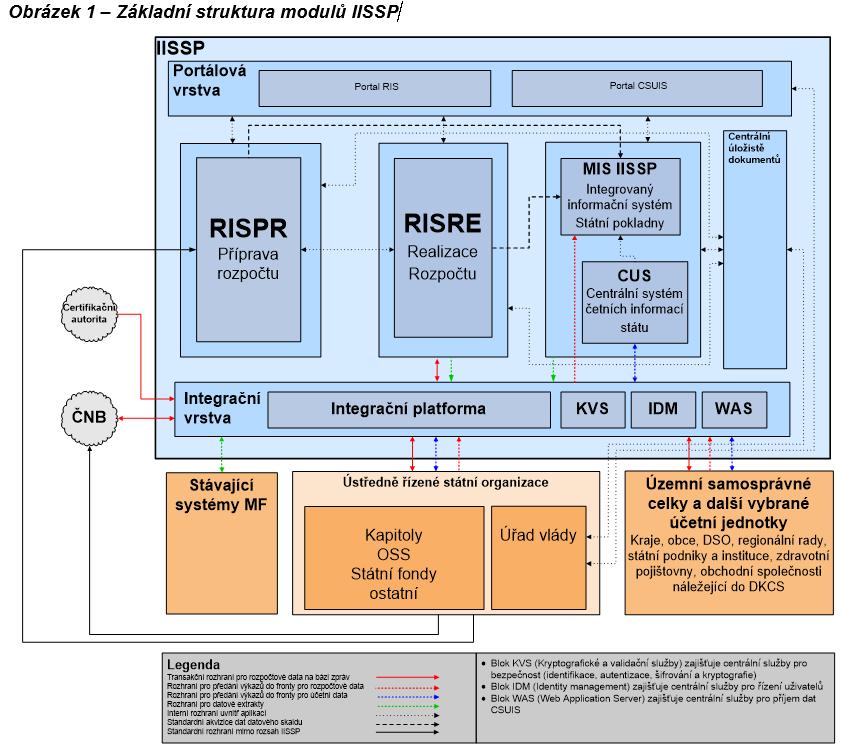 Obrázek 1 – Základní struktura modulů IISSP
IISSP
Portálová
vrstva
Portal RIS
Portal CSUIS
Centrální
úložistě
dokumentů
RISPR
Příprava
rozpočtu
RISRE
Realizace
Rozpočtu
MIS IISSP
Integrovaný
informační systém
Státní pokladny
CUS
Centrální systém
četních informací
státu
Certifikační
autorita
ČNB
Integrační
vrstva
Integrační platforma
KVS
IDM
WAS
Stávající
systémy MF
Ústředně řízené státní organizace
Kapitoly
OSS
Státní fondy
ostatní
Úřad vlády
Územní samosprávné
celky a další vybrané
účetní jednotky
Kraje, obce, DSO, regionální rady,
státní podniky a instituce, zdravotní
pojišťovny, obchodní společnosti
náležející do DKCS
Legenda
Transakční rozhraní pro rozpočtové data na bázi zpráv
Rozhraní pro předání výkazů do fronty pro rozpočtové data
Rozhraní pro předání výkazů do fronty pro účetní data
Rozhraní pro datové extrakty
Interní rozhraní uvnitř aplikací
Standardní akvizice dat datového skaldu
Standardní rozhraní mimo rozsah IISSP
• Blok KVS (Kryptografické a validační služby) zajišťuje centrální služby pro
bezpečnost (identifikace, autentizace, šifrování a kryptografie)
• Blok IDM (Identity management) zajišťuje centrální služby pro řízení uživatelů
• Blok WAS (Web Application Server) zajišťuje centrální služby pro příjem dat
CSUIS